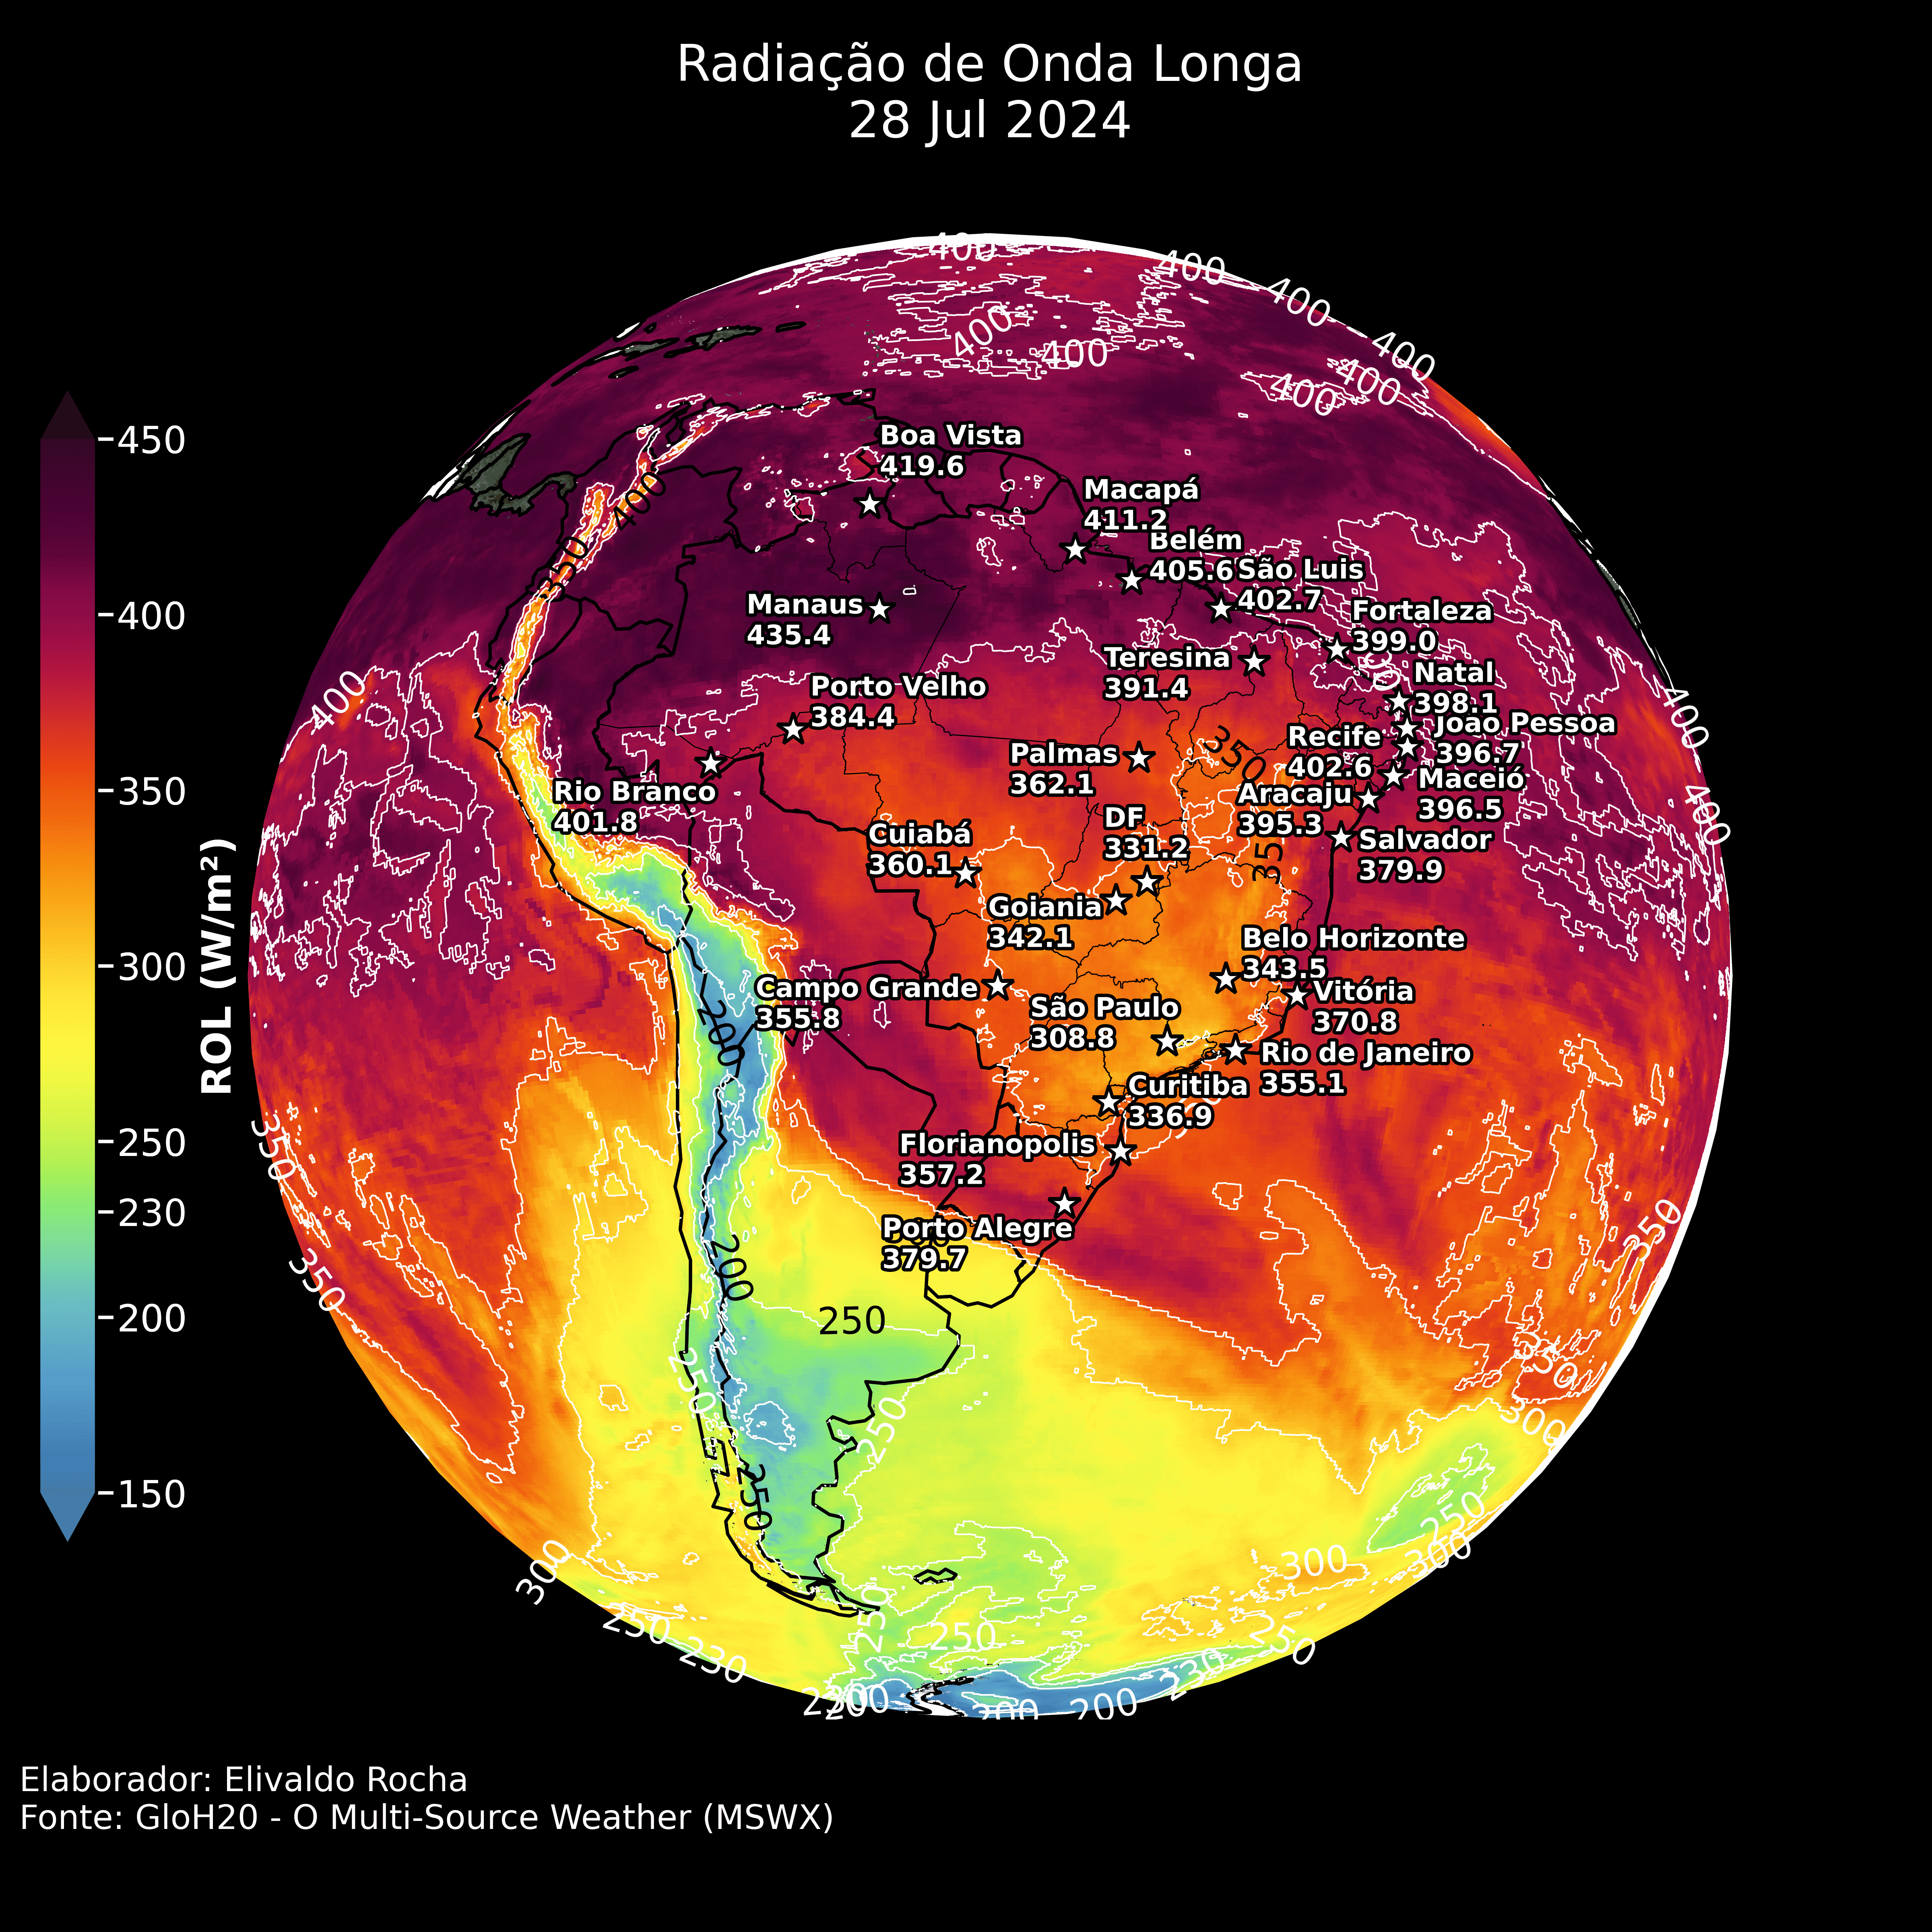 Radiação de Onda Longa
28 Jul 2024
450
400
350
300
250
230
200
150
ROL (W/m²)
400
400
400
400
400
400
400
400
Boa Vista
419.6
Macapá
411.2
Belém
405.6
São Luis
402.7
Fortaleza
399.0
Manaus
435.4
Teresina
391.4
Natal
398.1
Porto Velho
384.4
João Pessoa
396.7
Recife
402.6
Palmas
362.1
Maceió
396.5
Rio Branco
401.8
Aracaju
395.3
DF
331.2
Cuiabá
360.1
Salvador
379.9
Goiania
342.1
Belo Horizonte
343.5
Campo Grande
355.8
Vitória
370.8
São Paulo
308.8
Rio de Janeiro
355.1
Curitiba
336.9
Florianopolis
357.2
Porto Alegre
379.7
400
350
400
400
400
350
200
350
350
350
200
250
250
250
250
350
300
250
300
300
300
250
230
250
250
250
230
200
200
200
Elaborador: Elivaldo Rocha
Fonte: GloH20 - O Multi-Source Weather (MSWX)